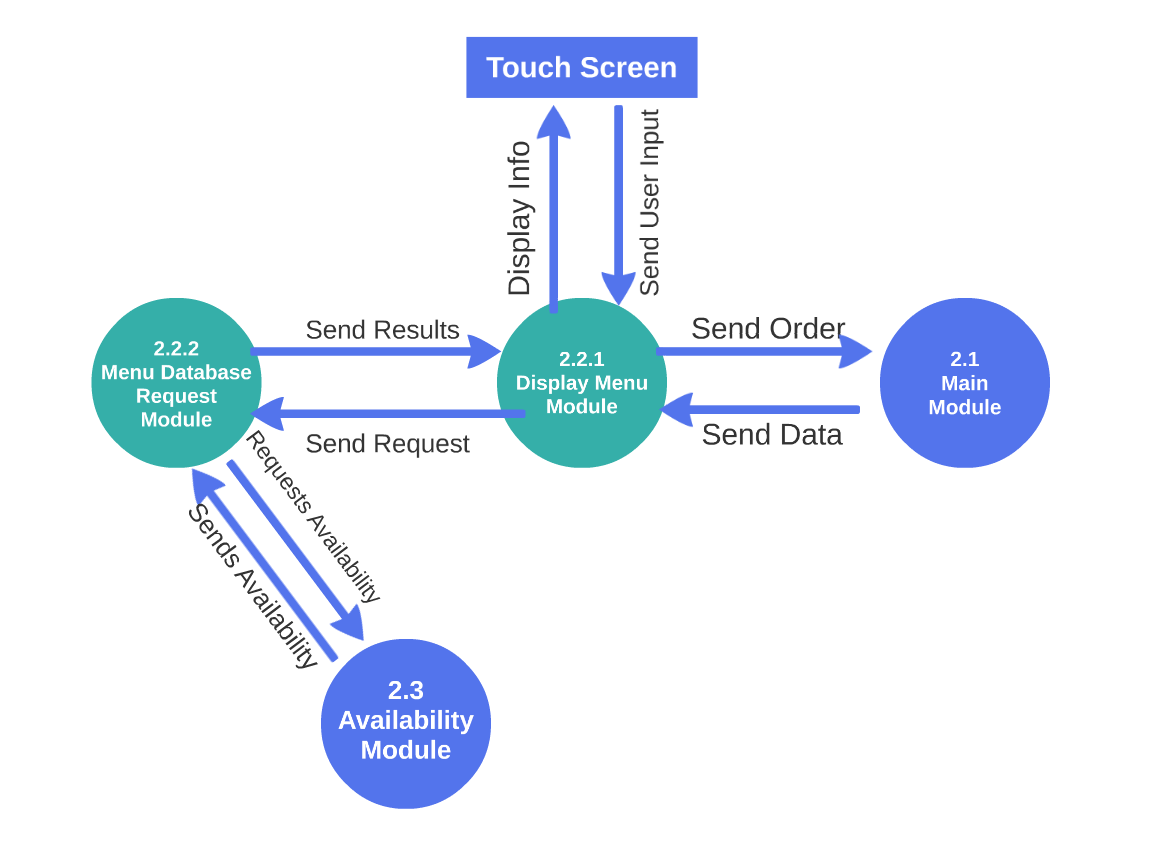 Touch Screen
Display Info
Send User Input
2.2.2
Menu Database
Request
Module
Send Results
Send Request
2.2.1
Display Menu
Module
Send Order
Send Data
2.1
Main
Module
Requests Availability
Sends Availability
2.3
Availability
Module